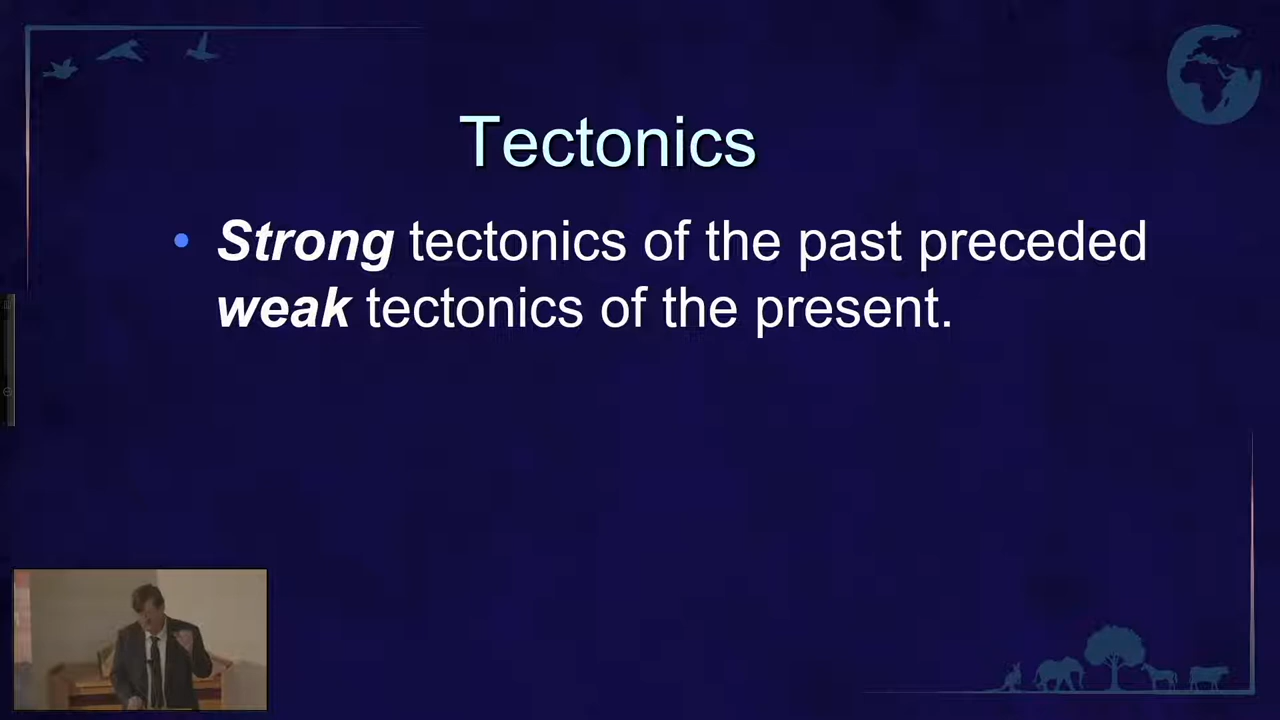 Tectonics
• Strong tectonics of the past preceded
weak tectonics of the present.